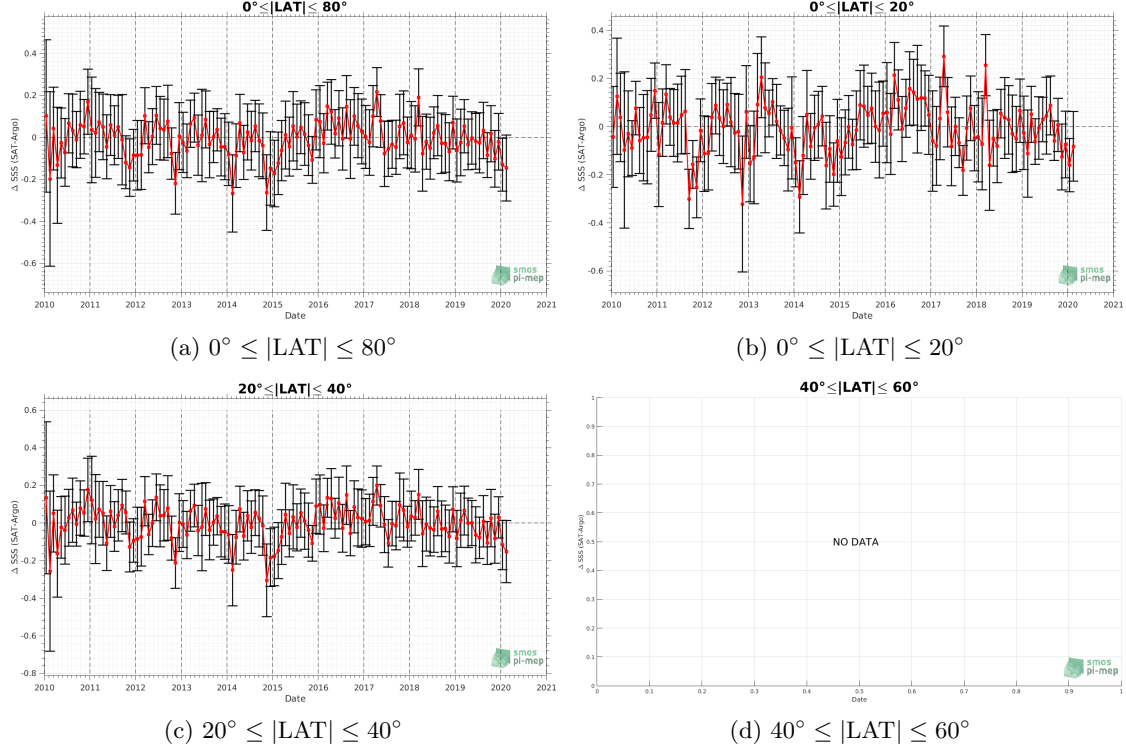 0°≤|LAT|≤ 80°
Δ SSS (SAT-Argo)
0.4
0.2
0
-0.2
-0.4
-0.6
2010 2011 2012 2013 2014 2015 2016 2017 2018 2019 2020 2021
Date
smos
pi-mep
(a) 0° ≤ |LAT| ≤ 80°
0°≤|LAT|≤ 20°
Δ SSS (SAT-Argo)
0.4
0.2
0
-0.2
-0.4
-0.6
2010 2011 2012 2013 2014 2015 2016 2017 2018 2019 2020 2021
Date
smos
pi-mep
(b) 0° ≤ |LAT| ≤ 20°
20°≤|LAT|≤ 40°
Δ SSS (SAT-Argo)
0.6
0.4
0.2
0
-0.2
-0.4
-0.6
-0.8
2010 2011 2012 2013 2014 2015 2016 2017 2018 2019 2020 2021
Date
smos
pi-mep
(c) 20° ≤ |LAT| ≤ 40°
40°≤|LAT|≤ 60°
Δ SSS (SAT-Argo)
1
0.9
0.8
0.7
0.6
0.5
0.4
0.3
0.2
0.1
0
NO DATA
0 0.1 0.2 0.3 0.4 0.5 0.6 0.7 0.8 0.9 1
Date
smos
pi-mep
(d) 40° ≤ |LAT| ≤ 60°